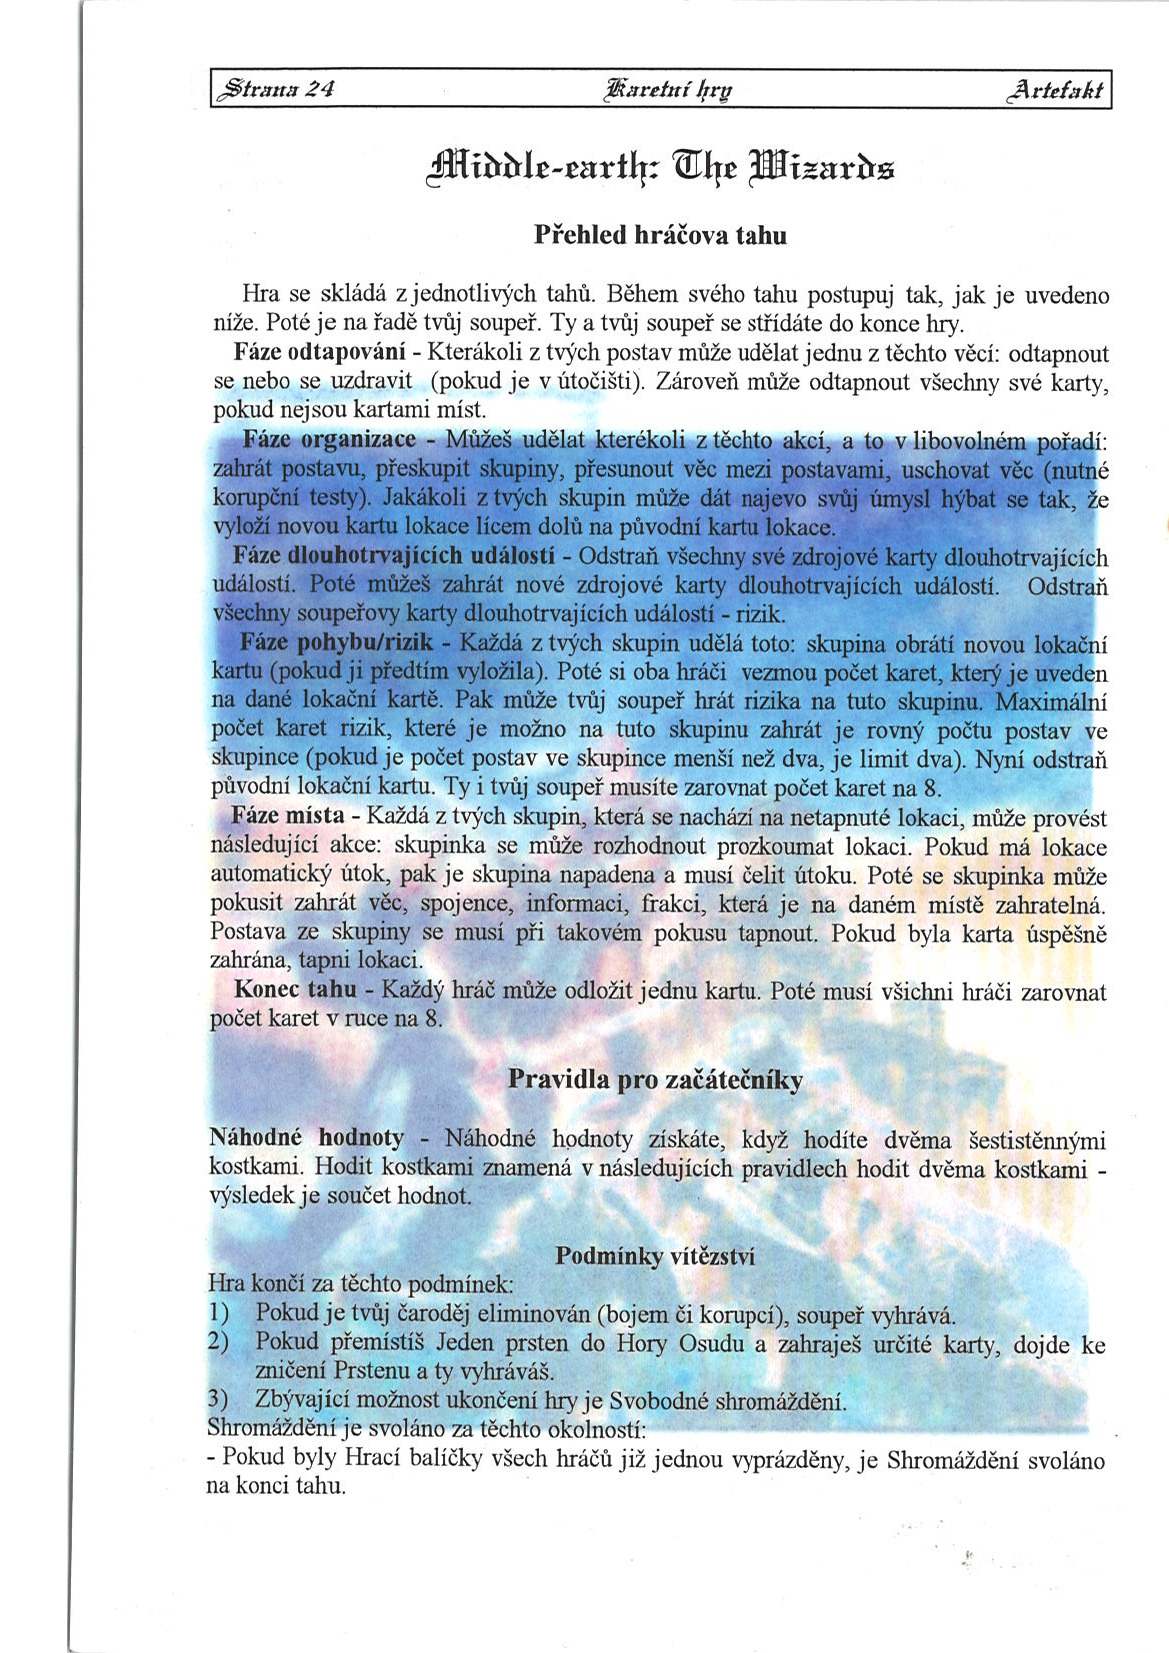 Strana 24 Karetní hry Artefakt
Middle-earth: The Wizards
Přehled hráčova tahu
Hra se skládá z jednotlivých tahů. Během svého tahu postupuj tak, jak je uvedeno
níže. Poté je na řadě tvůj soupeř. Ty a tvůj soupeř se střídáte do konce hry.
Fáze odtapování - Kterákoli z tvých postav může udělat jednu z těchto věcí: odtapnout
se nebo se uzdravit (pokud je v útočišti). Zároveň může odtapnout všechny své karty,
pokud nejsou kartami míst.
Fáze organizace - Můžeš udělat kterékoli z těchto akcí, a to v libovolném pořadí:
zahrát postavu, přeskupit skupiny, přesunout věc mezi postavami, uschovat věc (nutné
korupční testy). Jakákoli z tvých skupin může dát najevo svůj úmysl hýbat se tak, že
vyloží novou kartu lokace lícem dolů na původní kartu lokace.
Fáze dlouhotrvajících událostí - Odstraň všechny své zdrojové karty dlouhotrvajících
událostí. Poté můžeš zahrát nové zdrojové karty dlouhotrvajících událostí. Odstraň
všechny soupeřovy karty dlouhotrvajících událostí - rizik.
Fáze pohybu/rizik - Každá z tvých skupin udělá toto: skupina obrátí novou lokační
kartu (pokud ji předtím vyložila). Poté si oba hráči vezmou počet karet, který je uveden
na dané lokační kartě. Pak může tvůj soupeř hrát rizika na tuto skupinu. Maximální
počet karet rizik, které je možno na tuto skupinu zahrát je rovný počtu postav ve
skupince (pokud je počet postav ve skupince menší než dva, je limit dva). Nyní odstraň
původní lokační kartu. Ty i tvůj soupeř musíte zarovnat počet karet na 8.
Fáze místa - Každá z tvých skupin, která se nachází na netapnuté lokaci, může provést
následující akce: skupinka se může rozhodnout prozkoumat lokaci. Pokud má lokace
automatický útok, pak je skupina napadena a musí čelit útoku. Poté se skupinka může
pokusit zahrát věc, spojence, informaci, frakci, která je na daném místě zahratelná.
Postava ze skupiny se musí při takovém pokusu tapnout. Pokud byla karta úspěšně
zahrána, tapni lokaci.
Konec tahu - Každý hráč může odložit jednu kartu. Poté musí všichni hráči zarovnat
počet karet v ruce na 8.
Pravidla pro začátečníky
Náhodné hodnoty - Náhodné hodnoty získáte, když hodíte dvěma šestistěnnými
kostkami. Hodit kostkami znamená v následujících pravidlech hodit dvěma kostkami -
výsledek je součet hodnot.
Podmínky vítězství
Hra končí za těchto podmínek:
1) Pokud je tvůj čaroděj eliminován (bojem či korupcí), soupeř vyhrává.
2) Pokud přemístíš Jeden prsten do Hory Osudu a zahraješ určité karty, dojde ke
zničení Prstenu a ty vyhráváš.
3) Zbývající možnost ukončení hry je Svobodné shromáždění.
Shromáždění je svoláno za těchto okolností:
- Pokud byly Hrací balíčky všech hráčů již jednou vyprázděny, je Shromáždění svoláno
na konci tahu.